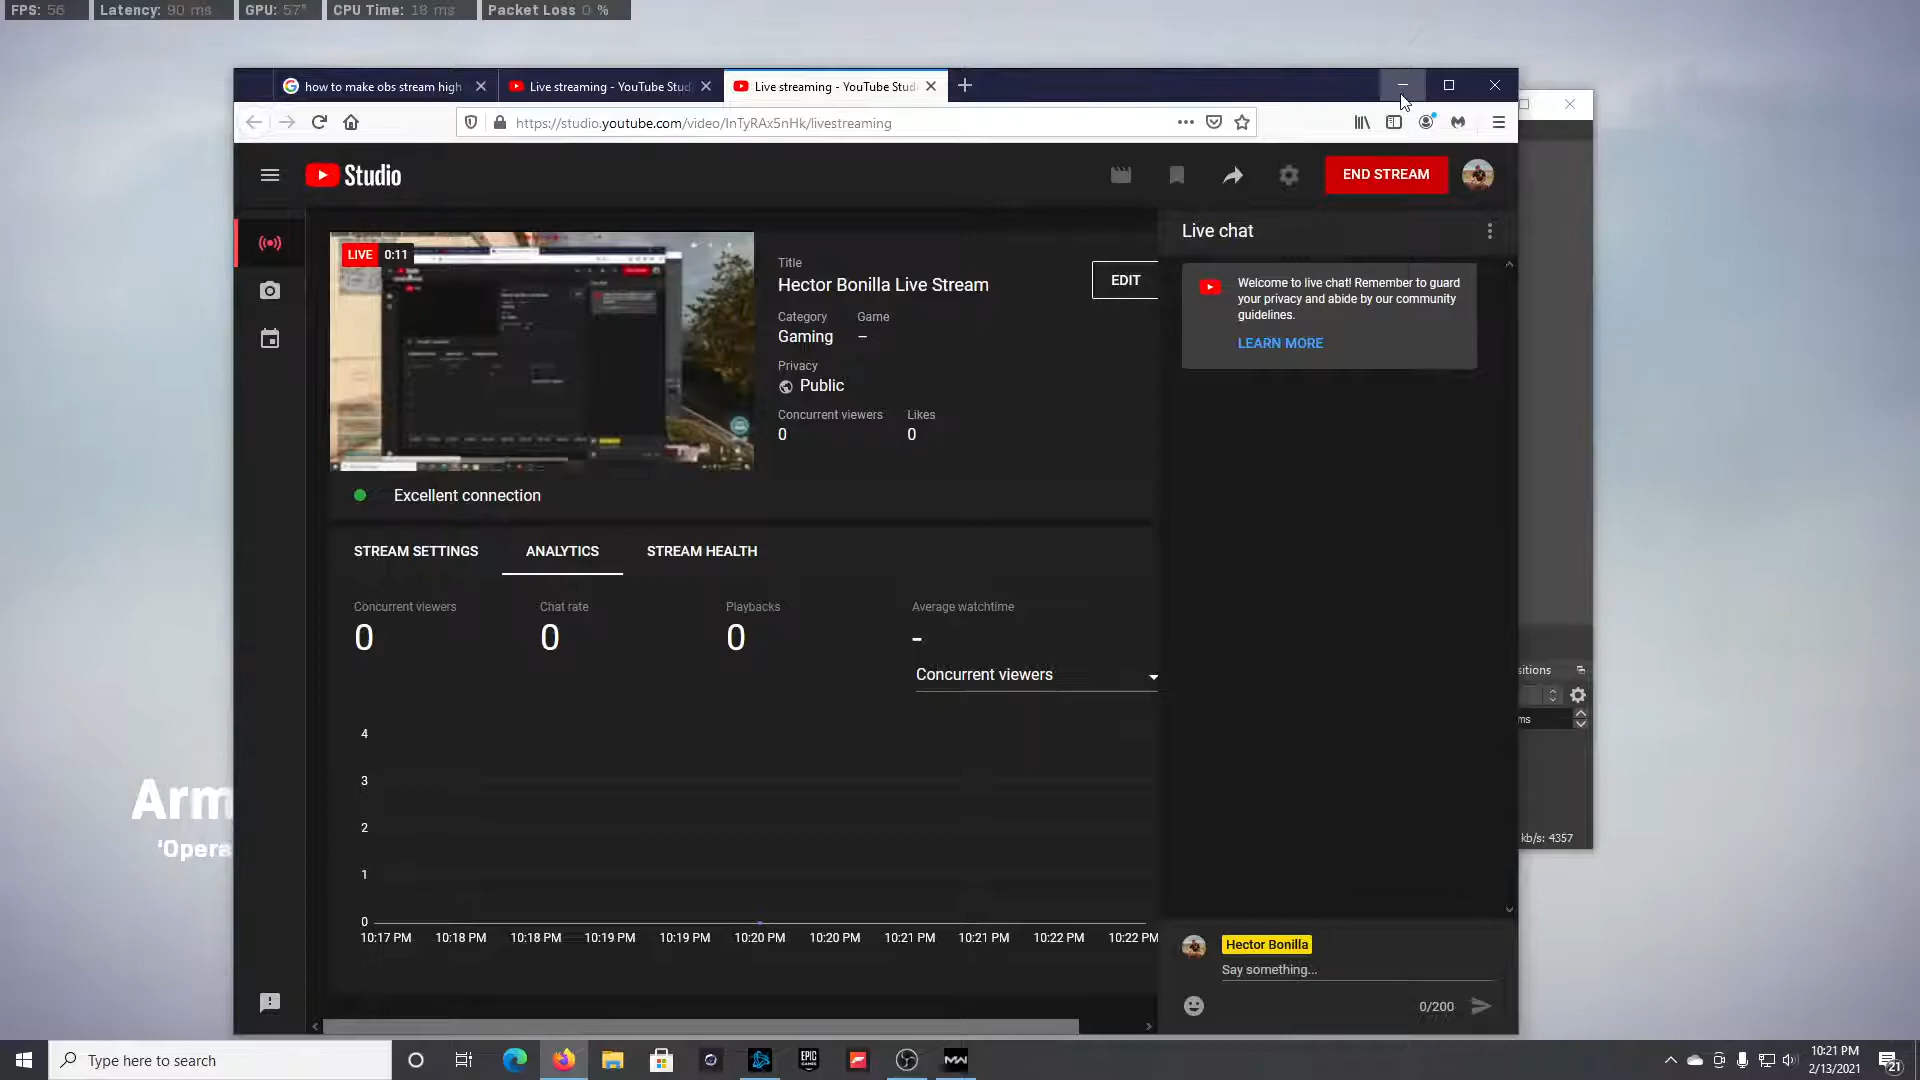 FPS: 56 Latency: 90 ms GPU: 57° CPU Time: 18 ms Packet Loss 0 %
how to make obs stream high
Live streaming - YouTube Stud
Live streaming - YouTube Stud
https://studio.youtube.com/video/InTyRAx5nHk/livestreaming
Studio
END STREAM
LIVE 0:11
Title
Hector Bonilla Live Stream
EDIT
Category Game
Gaming –
Privacy
Public
Concurrent viewers Likes
0 0
Excellent connection
STREAM SETTINGS ANALYTICS STREAM HEALTH
Concurrent viewers Chat rate Playbacks Average watchtime
0 0 0 -
Concurrent viewers
4
3
2
1
0
10:17 PM 10:18 PM 10:18 PM 10:19 PM 10:19 PM 10:20 PM 10:20 PM 10:21 PM 10:21 PM 10:22 PM 10:22 PM
Live chat
Welcome to live chat! Remember to guard
your privacy and abide by our community
guidelines.
LEARN MORE
Hector Bonilla
Say something...
0/200
sitions
ms
kb/s: 4357
Arm
'Opera
Type here to search
EPIC
GAMES
MW
10:21 PM
2/13/2021
21